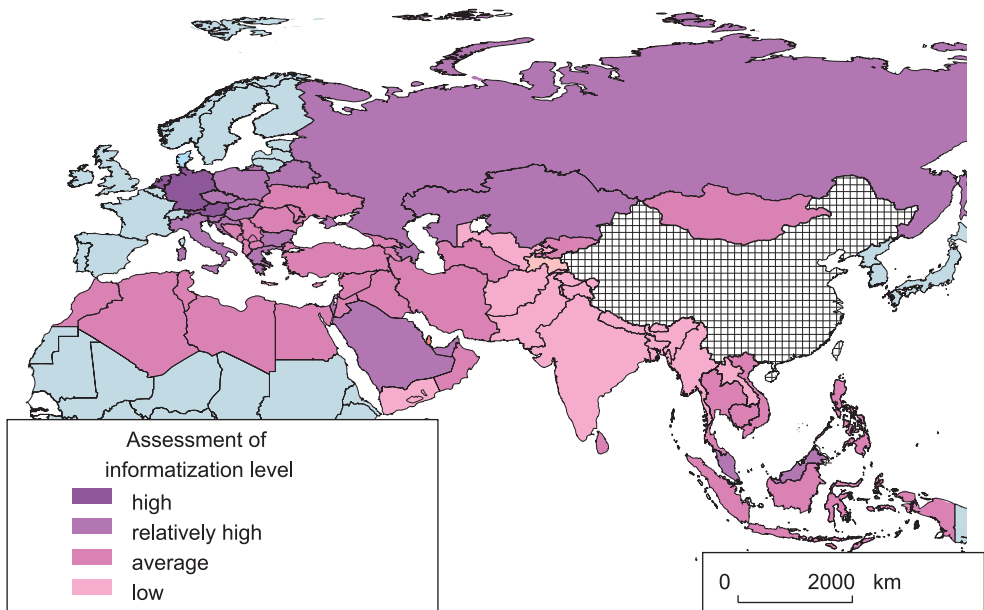 Assessment of
informatization level
high
relatively high
average
low
0 2000 km